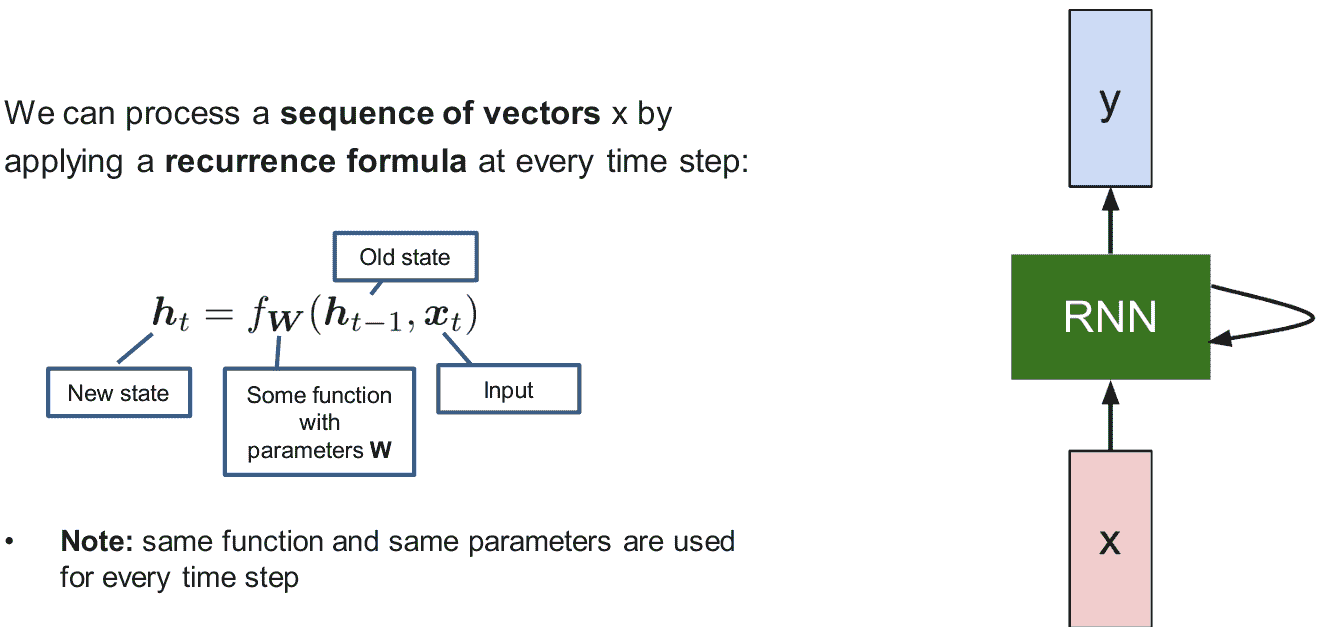 We can process a sequence of vectors x by
applying a recurrence formula at every time step:
Old state
h_t = f_W(h_{t-1}, x_t)
New state
Some function
with
parameters W
Input
• Note: same function and same parameters are used
for every time step
y
RNN
x